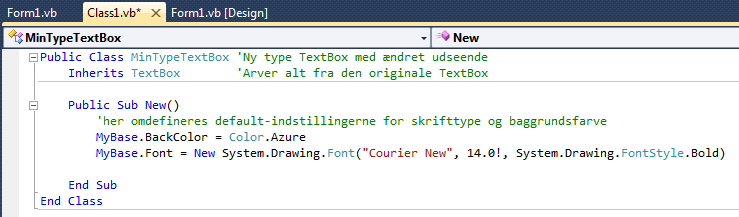 Form1.vb Class1.vb* Form1.vb [Design]
MinTypeTextBox New
Public Class MinTypeTextBox 'Ny type TextBox med ændret udseende
Inherits TextBox 'Arver alt fra den originale TextBox
Public Sub New()
'her omdefineres default-indstillingerne for skrifttype og baggrundsfarve
MyBase.BackColor = Color.Azure
MyBase.Font = New System.Drawing.Font("Courier New", 14.0!, System.Drawing.FontStyle.Bold)
End Sub
End Class